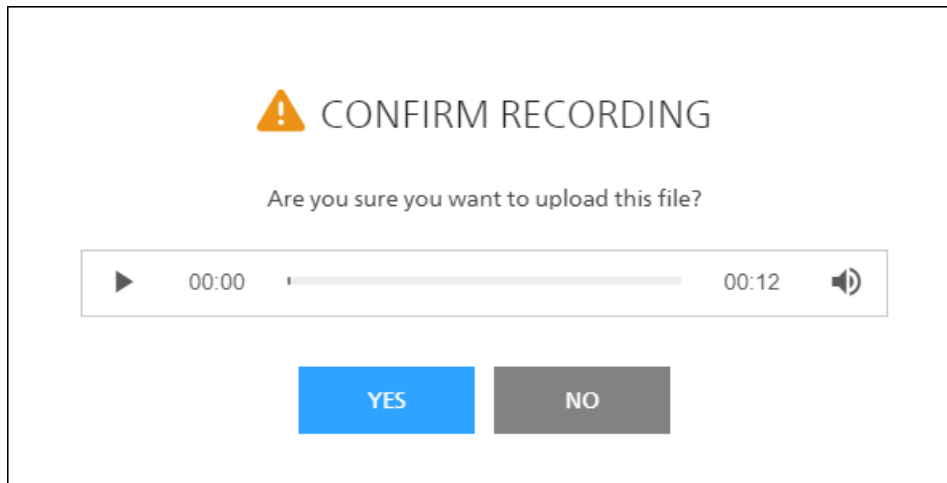 CONFIRM RECORDING
Are you sure you want to upload this file?
00:00 00:12
YES NO